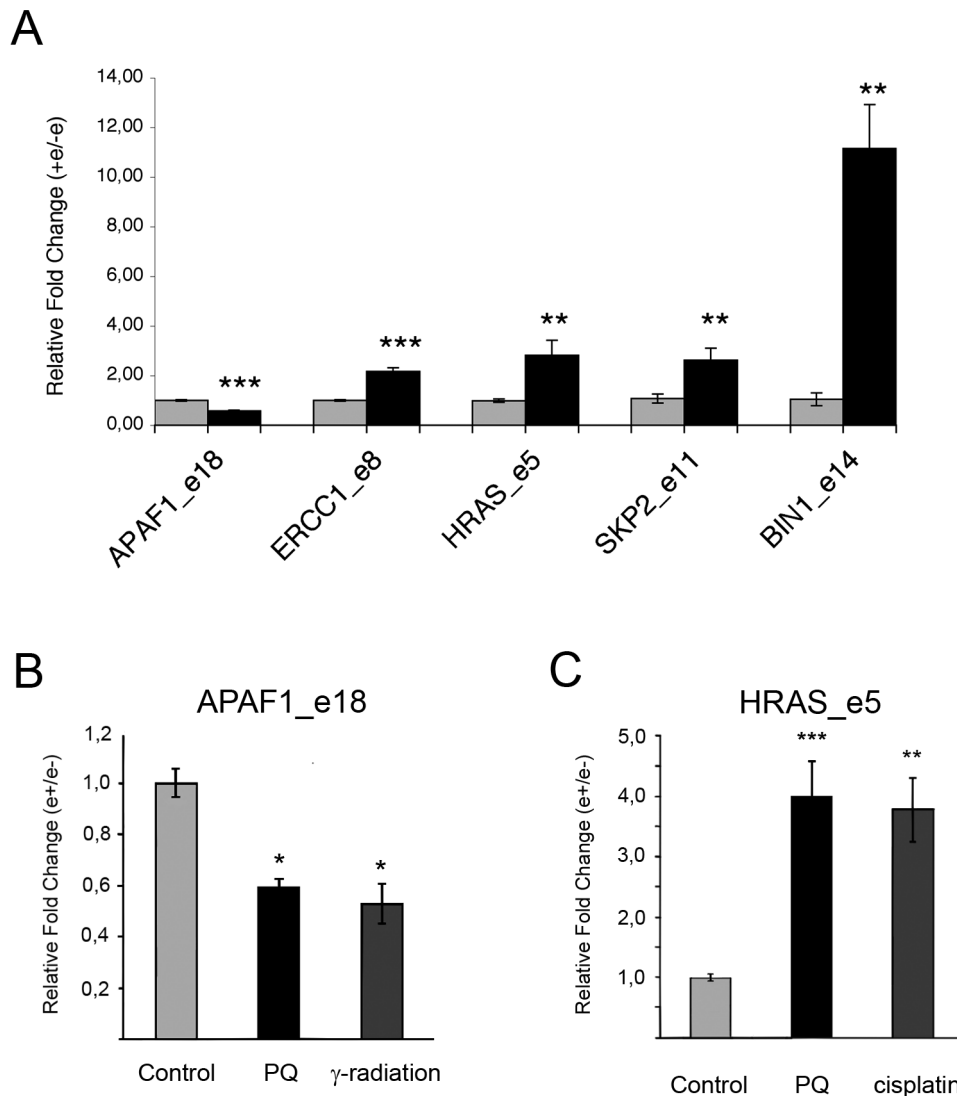 A
Relative Fold Change (+e/-e)
14,00
12,00
10,00
8,00
6,00
4,00
2,00
0,00
***
***
**
**
**
APAF1_e18
ERCC1_e8
HRAS_e5
SKP2_e11
BIN1_e14
B
APAF1_e18
Relative Fold Change (e+/e-)
1,2
1,0
0,8
0,6
0,4
0,2
*
*
Control
PQ
γ-radiation
C
HRAS_e5
Relative Fold Change (e+/e-)
5,0
4,0
3,0
2,0
1,0
***
**
Control
PQ
cisplatin